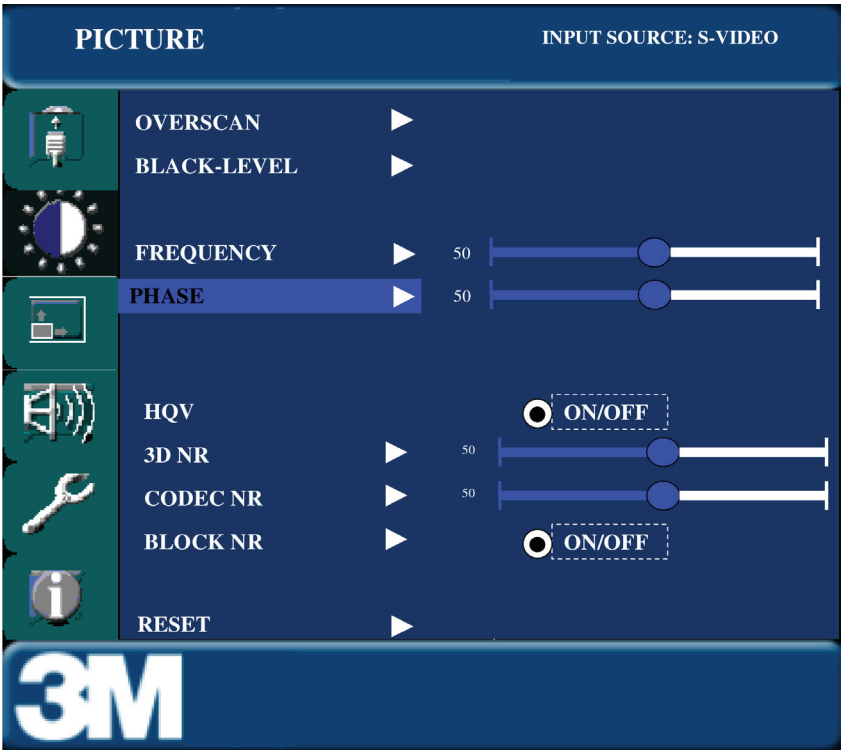 PICTURE INPUT SOURCE: S-VIDEO
OVERSCAN
BLACK-LEVEL
FREQUENCY 50
PHASE 50
HQV ON/OFF
3D NR 50
CODEC NR 50
BLOCK NR ON/OFF
RESET
3M